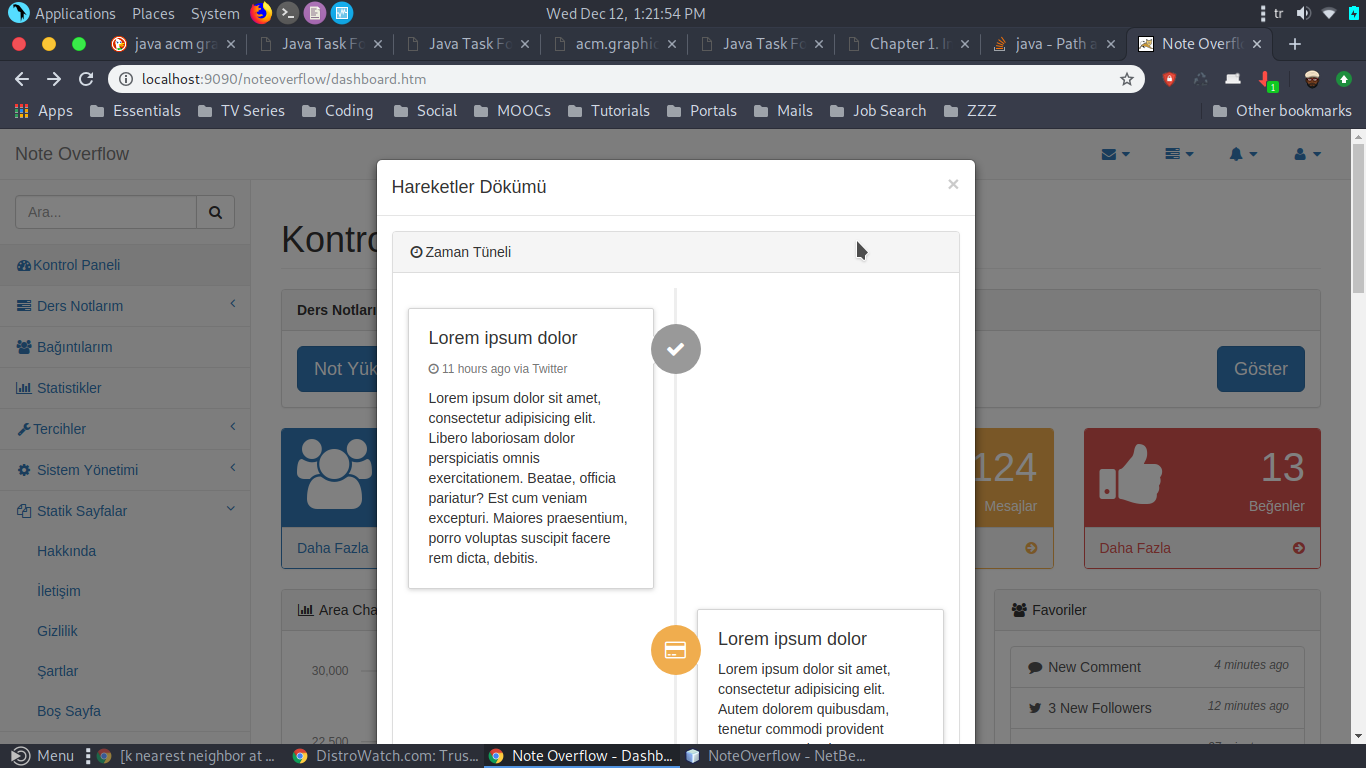 Applications Places System Wed Dec 12, 1:21:54 PM tr
java acm gra Java Task Fo Java Task Fo acm.graphic Java Task Fo Chapter 1. In java - Path a Note Overfl
localhost:9090/noteoverflow/dashboard.htm 1
Apps Essentials TV Series Coding Social MOOCs Tutorials Portals Mails Job Search ZZZ Other bookmarks
Note Overflow
Ara...
Kontrol Paneli
Ders Notlarım
Bağıntılarım
Statistikler
Tercihler
Sistem Yönetimi
Statik Sayfalar
Hakkında
İletişim
Gizlilik
Şartlar
Boş Sayfa
Kontro
Ders Notları
Not Yük
Göster
Daha Fazla
124
Mesajlar
13
Beğenler
Daha Fazla
Area Cha
30,000
22,500
Favoriler
New Comment 4 minutes ago
3 New Followers 12 minutes ago
Hareketler Dökümü ×
Zaman Tüneli
Lorem ipsum dolor
11 hours ago via Twitter
Lorem ipsum dolor sit amet,
consectetur adipisicing elit.
Libero laboriosam dolor
perspiciatis omnis
exercitationem. Beatae, officia
pariatur? Est cum veniam
excepturi. Maiores praesentium,
porro voluptas suscipit facere
rem dicta, debitis.
Lorem ipsum dolor
Lorem ipsum dolor sit amet,
consectetur adipisicing elit.
Autem dolorem quibusdam,
tenetur commodi provident
Menu [k nearest neighbor at ... DistroWatch.com: Trus... Note Overflow - Dashb... NoteOverflow - NetBe...